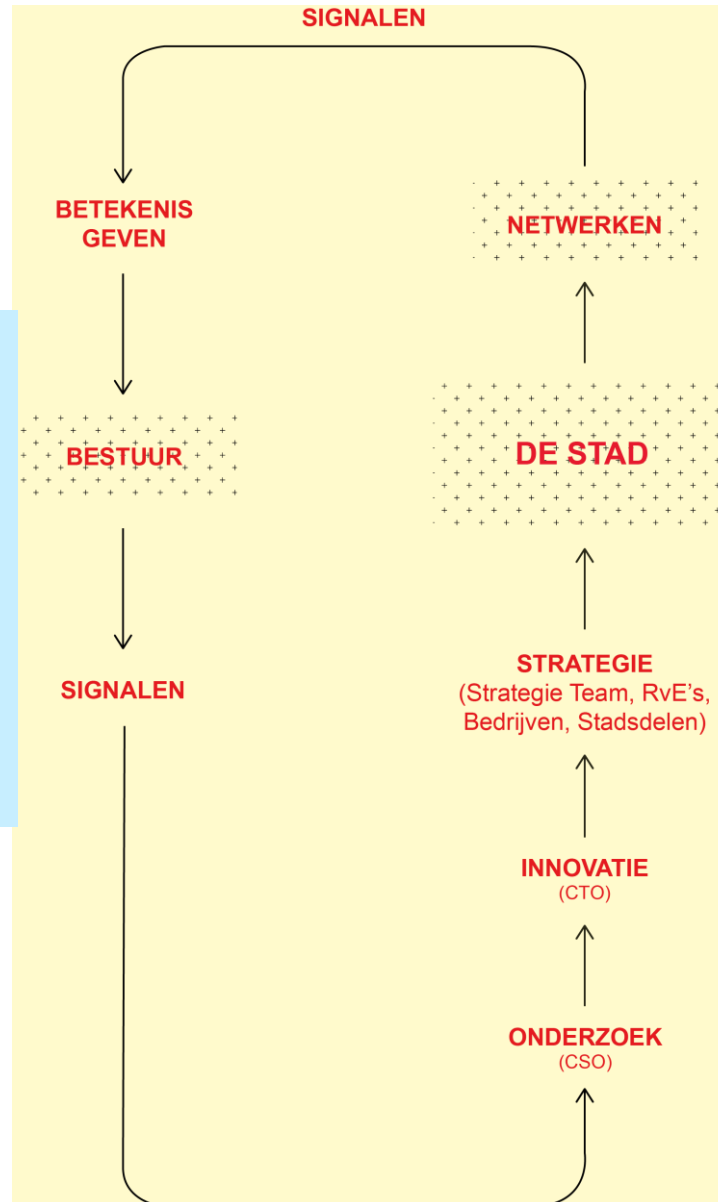 SIGNALEN
BETEKENIS
GEVEN
BESTUUR
SIGNALEN
NETWERKEN
DE STAD
STRATEGIE
(Strategie Team, RvE's,
Bedrijven, Stadsdelen)
INNOVATIE
(CTO)
ONDERZOEK
(CSO)